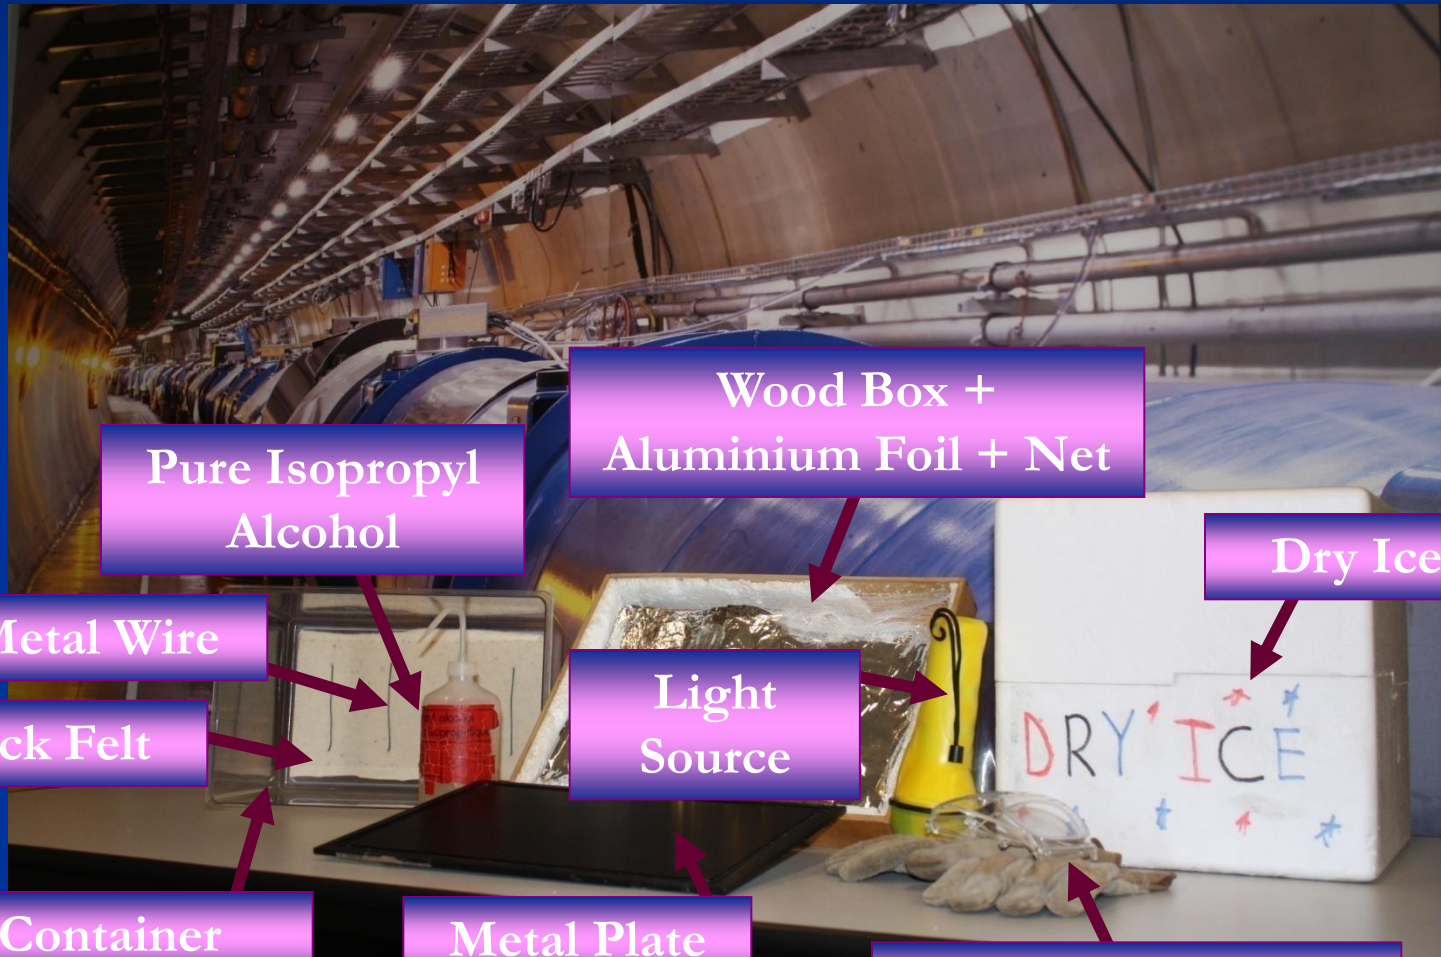 Wood Box +
Aluminium Foil + Net
Pure Isopropyl
Alcohol
Dry Ice
Metal Wire
Light
Source
ck Felt
DRY ICE
Container
Metal Plate